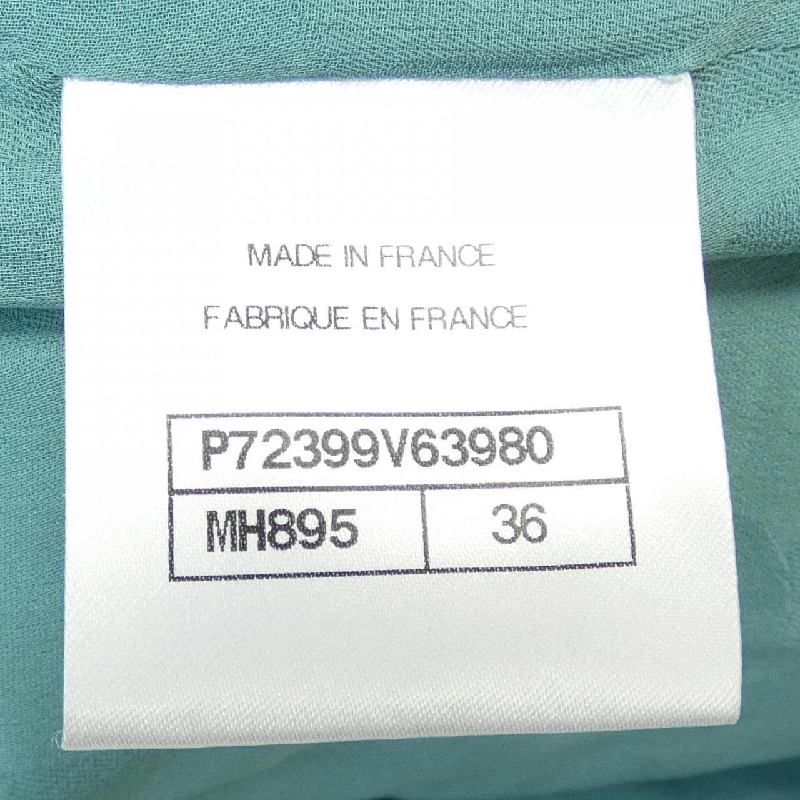 MADE IN FRANCE
FABRIQUE EN FRANCE
P72399V63980
MH895 36